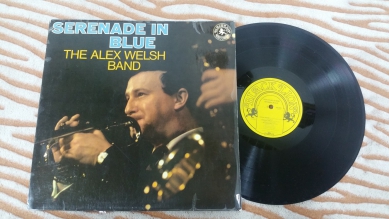 SERENADE IN
BLUE
THE ALEX WELSH
BAND